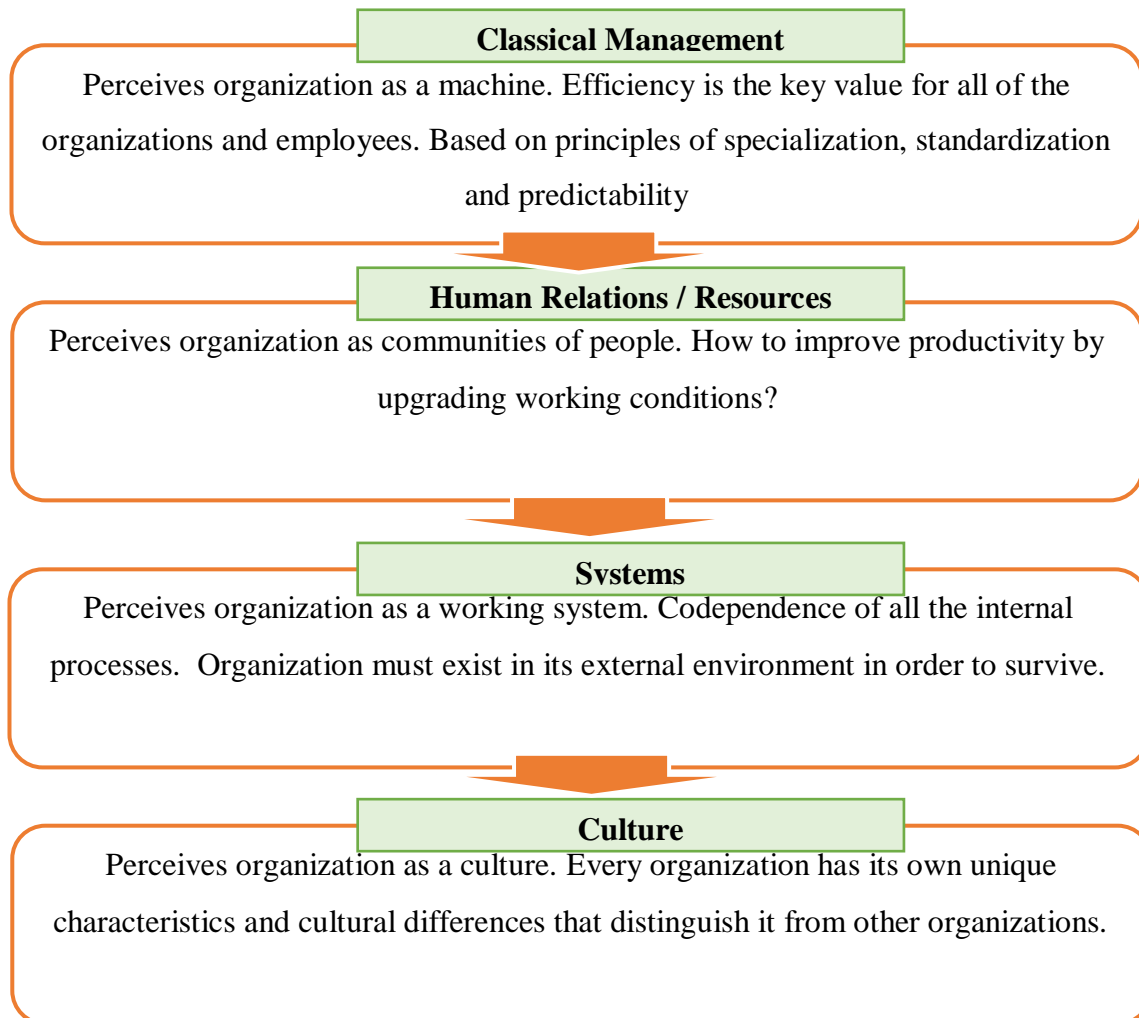 Classical Management
Perceives organization as a machine. Efficiency is the key value for all of the
organizations and employees. Based on principles of specialization, standardization
and predictability
Human Relations / Resources
Perceives organization as communities of people. How to improve productivity by
upgrading working conditions?
Systems
Perceives organization as a working system. Codependence of all the internal
processes.  Organization must exist in its external environment in order to survive.
Culture
Perceives organization as a culture. Every organization has its own unique
characteristics and cultural differences that distinguish it from other organizations.